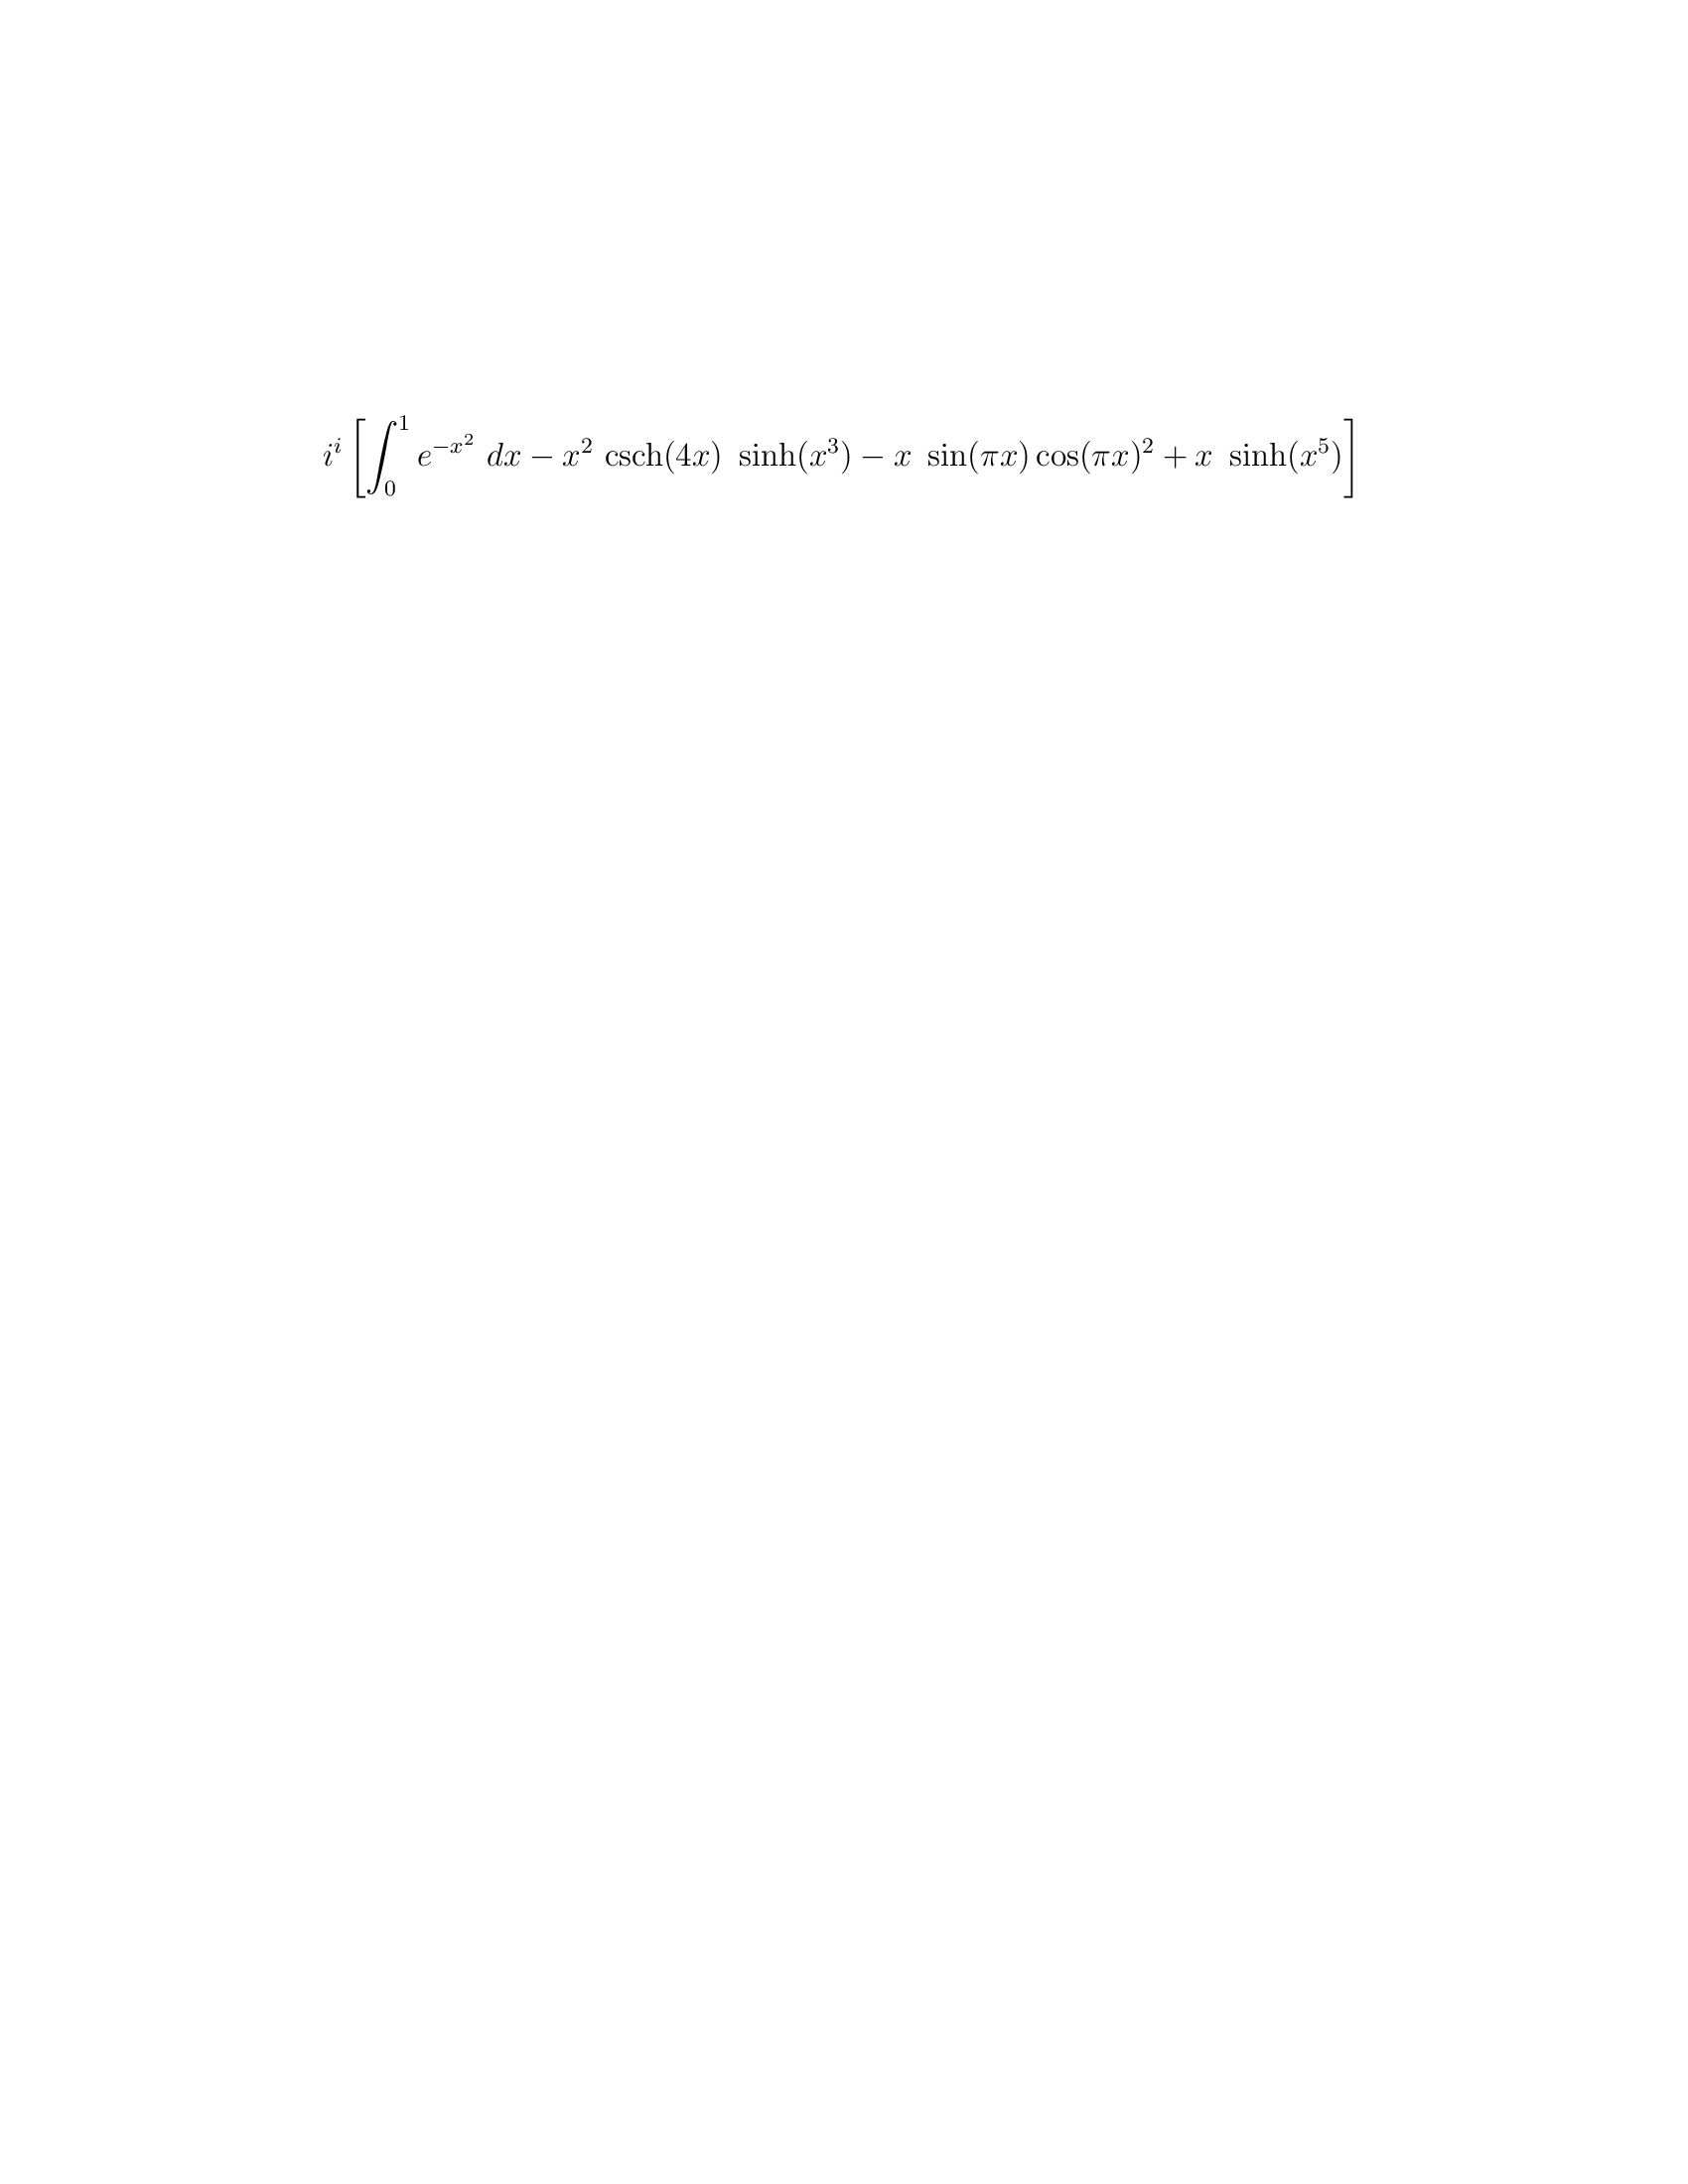 $i^i \left[ \int_0^1 e^{-x^2} \ dx - x^2 \ \text{csch}(4x) \ \sinh(x^3) - x \ \sin(\pi x) \cos(\pi x)^2 + x \ \sinh(x^5) \right]$